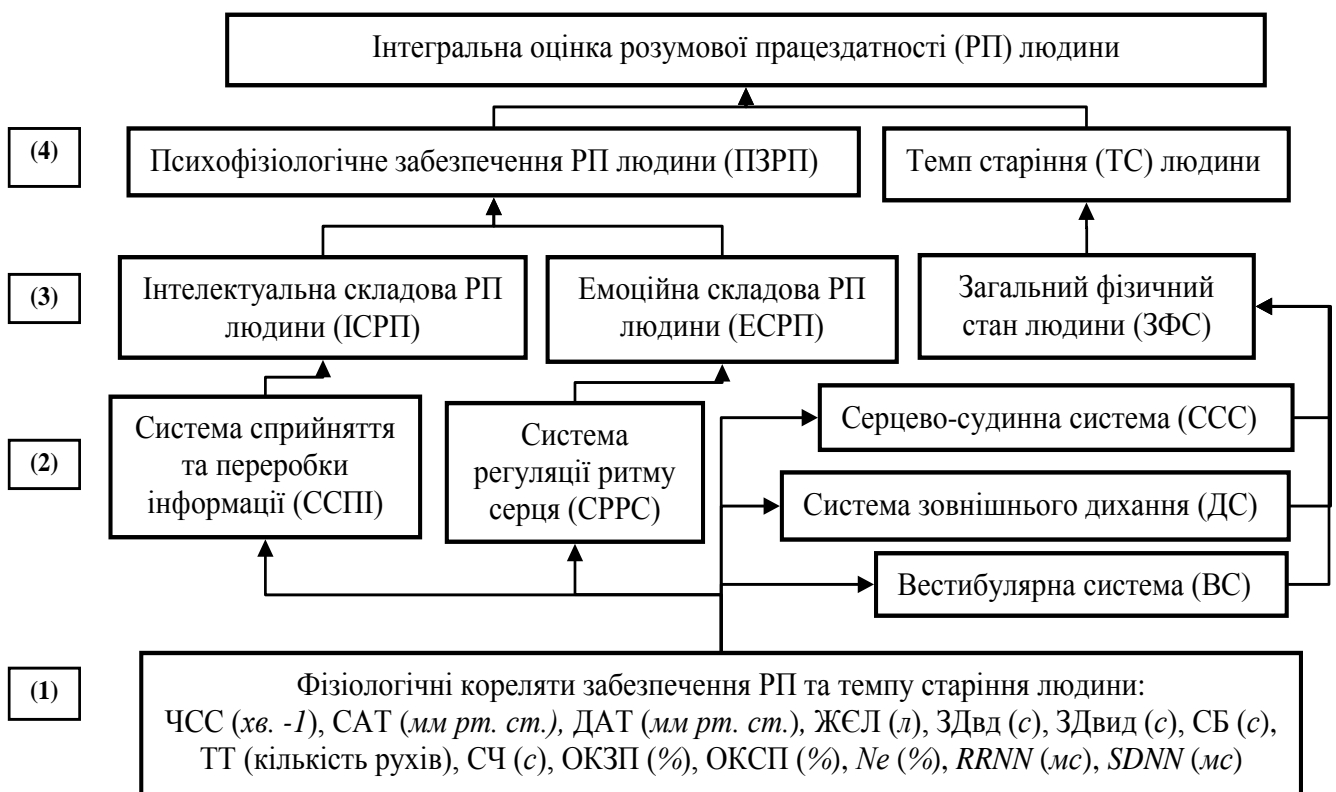 Інтегральна оцінка розумової працездатності (РП) людини
(4)
Психофізіологічне забезпечення РП людини (ПЗРП)
Темп старіння (ТС) людини
(3)
Інтелектуальна складова РП
людини (ІСРП)
Емоційна складова РП
людини (ЕСРП)
Загальний фізичний
стан людини (ЗФС)
(2)
Система сприйняття
та переробки
інформації (ССПІ)
Система
регуляції ритму
серця (СРРС)
Серцево-судинна система (ССС)
Система зовнішнього дихання (ДС)
Вестибулярна система (ВС)
(1)
Фізіологічні кореляти забезпечення РП та темпу старіння людини:
ЧСС (хв. -1), САТ (мм рт. ст.), ДАТ (мм рт. ст.), ЖЄЛ (л), ЗДвд (с), ЗДвид (с), СБ (с),
ТТ (кількість рухів), СЧ (с), ОКЗП (%), ОКСП (%), Ne (%), RRNN (мс), SDNN (мс)